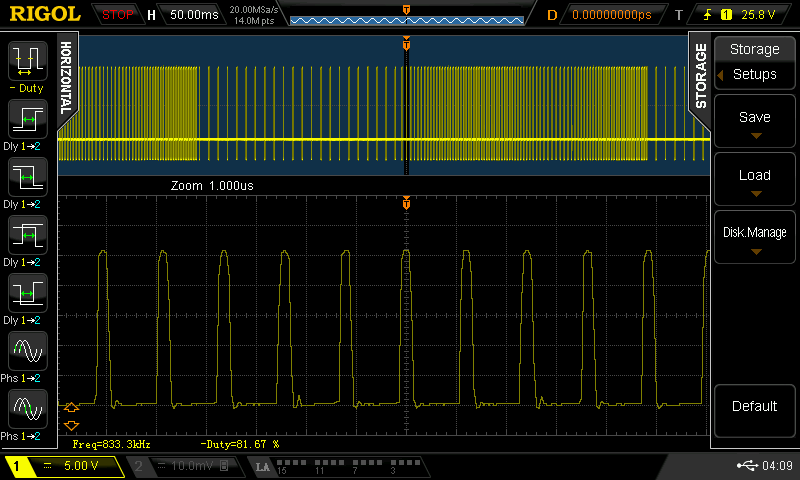 RIGOL STOP H 50.00ms 20.00MSa/s 14.0M pts D 0.00000000ps T 1 25.8 V
T
T
HORIZONTAL
STORAGE
- Duty
Dly 1→2
Dly 1→2
Dly 1→2
Dly 1→2
Phs 1→2
Phs 1→2
Zoom 1.000us
T
Freq=833.3kHz -Duty=81.67 %
Storage
Setups
Save
Load
Disk.Manage
Default
1 5.00 V 2 10.0mV LA 15 11 7 3 04:09